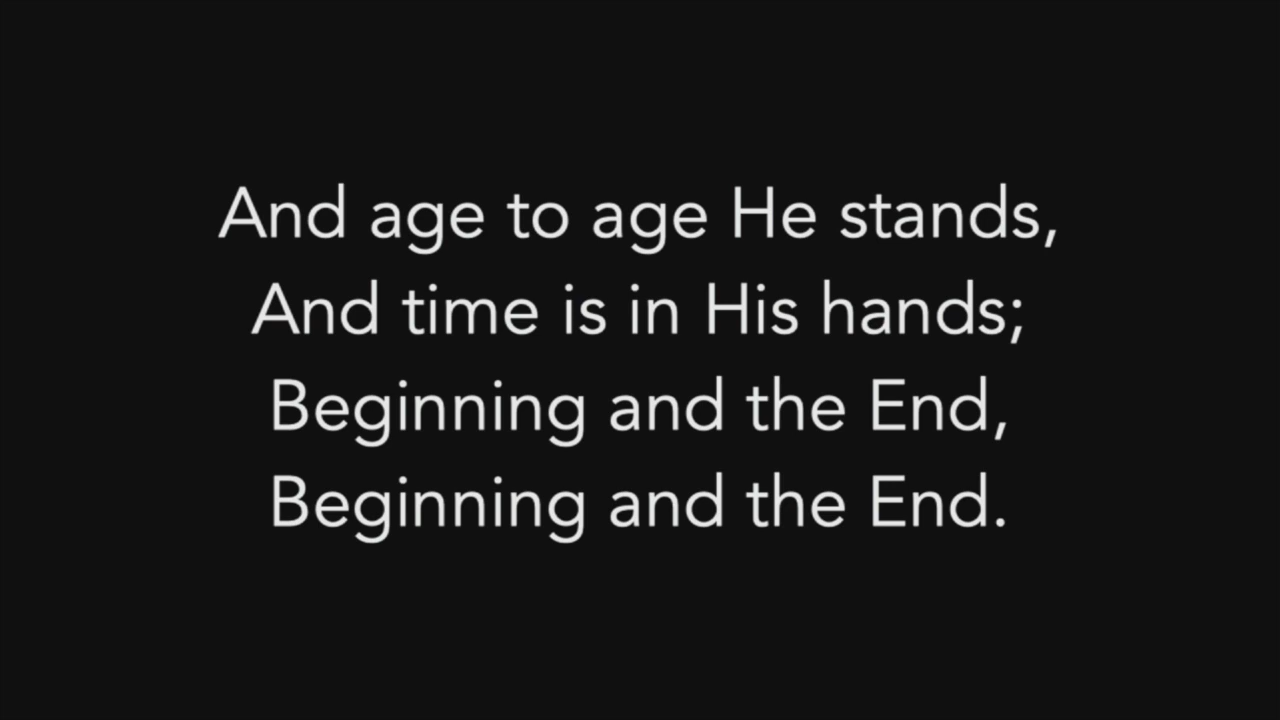 And age to age He stands,
And time is in His hands;
Beginning and the End,
Beginning and the End.